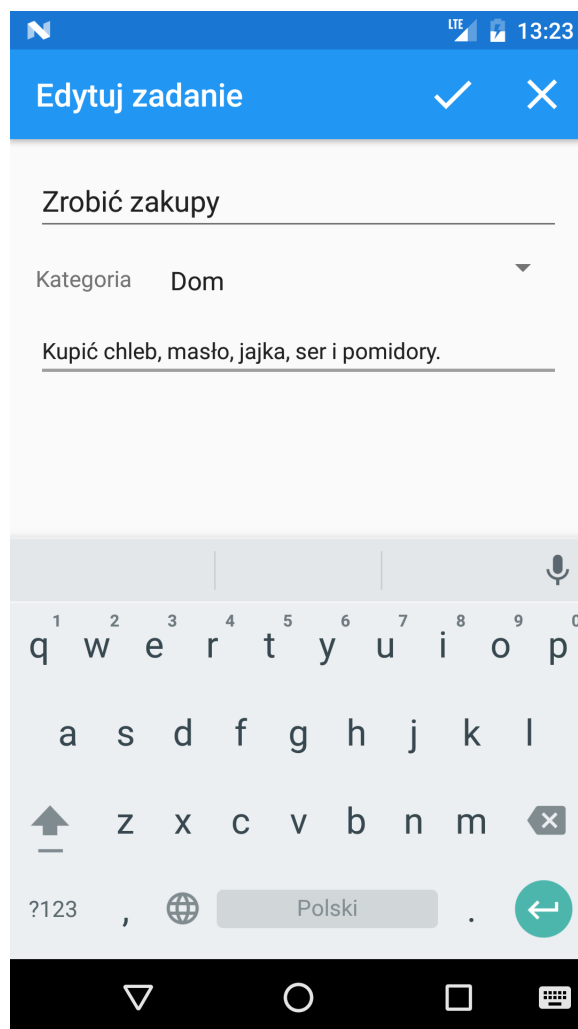 LTE 13:23
Edytuj zadanie
Zrobić zakupy
Kategoria Dom
Kupić chleb, masło, jajka, ser i pomidory.
1 2 3 4 5 6 7 8 9 0
q w e r t y u i o p
a s d f g h j k l
z x c v b n m
?123 , Polski .